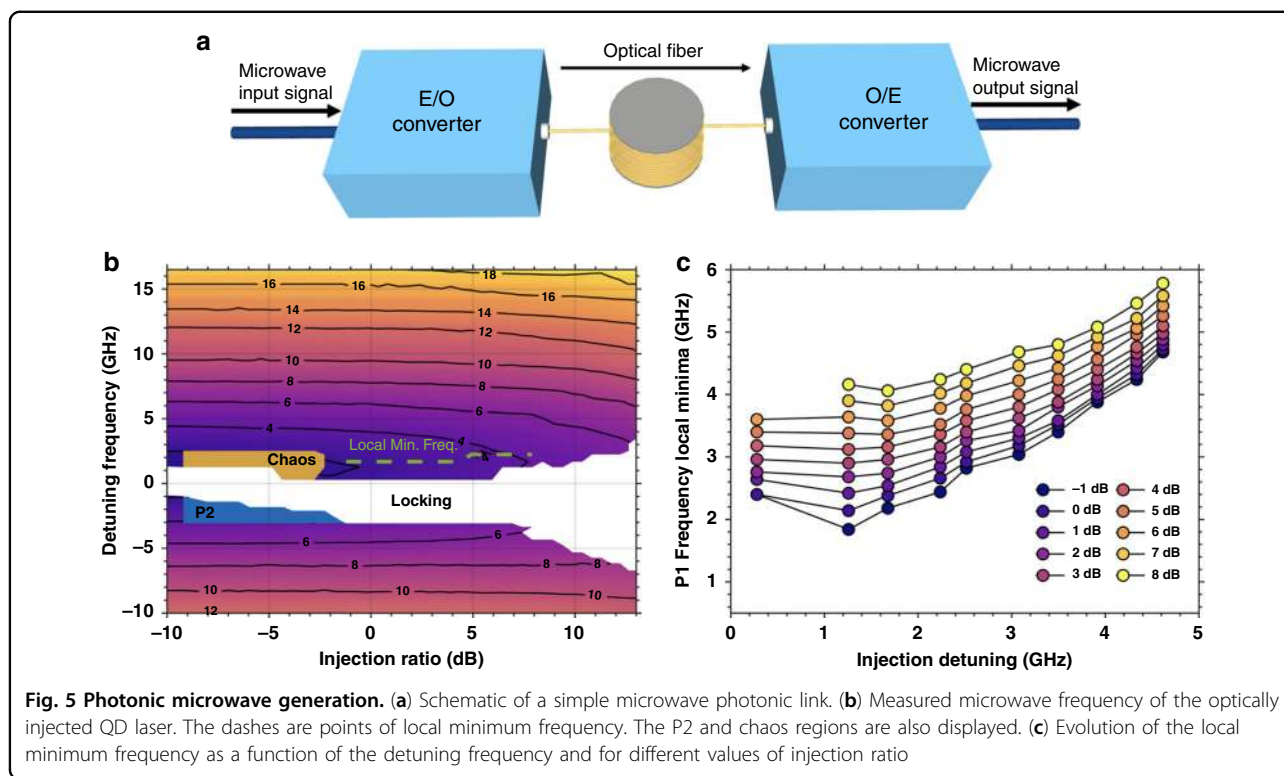 a
Microwave
input signal
E/O
converter
Optical fiber
O/E
converter
Microwave
output signal
b
Detuning frequency (GHz)
15
10
5
0
−5
−10
−10
−5
0
5
10
Injection ratio (dB)
18
16
16
16
14
14
12
12
10
10
8
8
6
6
4
4
Local Min. Freq.
Chaos
Locking
P2
6
6
8
8
8
10
10
10
12
c
P1 Frequency local minima (GHz)
6
5
4
3
2
1
0
1
2
3
4
5
Injection detuning (GHz)
−1 dB
0 dB
1 dB
2 dB
3 dB
4 dB
5 dB
6 dB
7 dB
8 dB
Fig. 5 Photonic microwave generation. (a) Schematic of a simple microwave photonic link. (b) Measured microwave frequency of the optically
injected QD laser. The dashes are points of local minimum frequency. The P2 and chaos regions are also displayed. (c) Evolution of the local
minimum frequency as a function of the detuning frequency and for different values of injection ratio